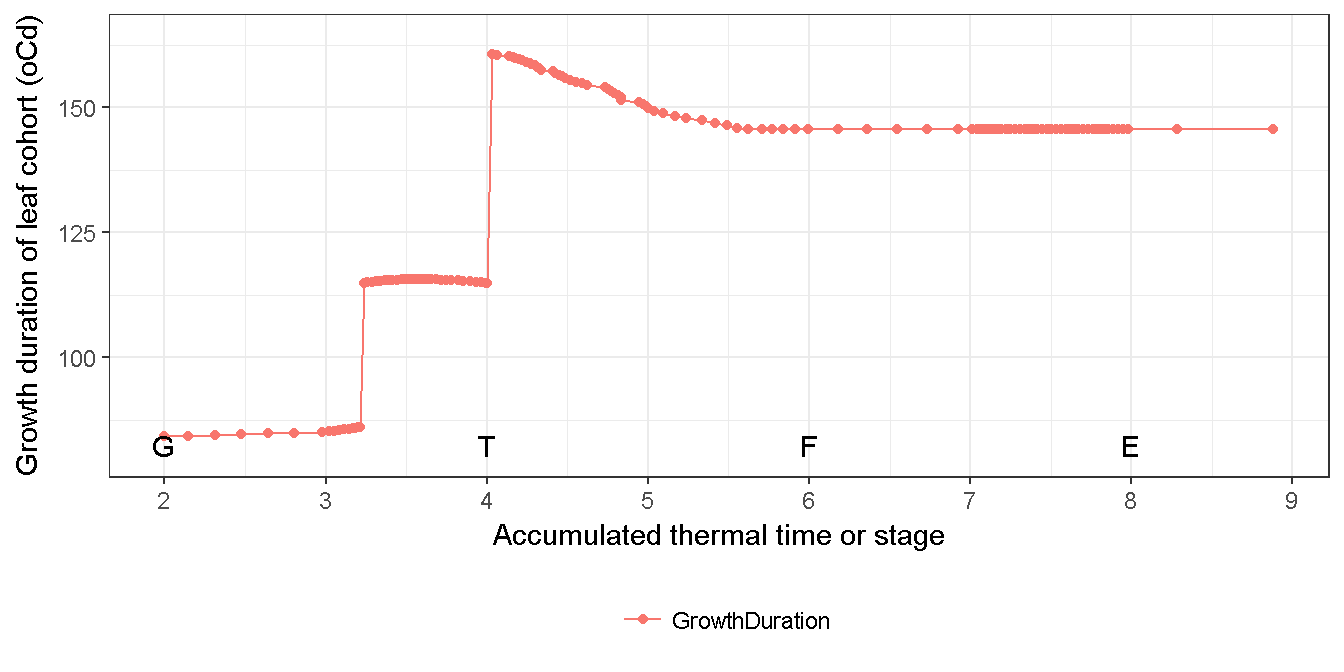 Growth duration of leaf cohort (oCd)
150
125
100
G T F E
2 3 4 5 6 7 8 9
Accumulated thermal time or stage
GrowthDuration